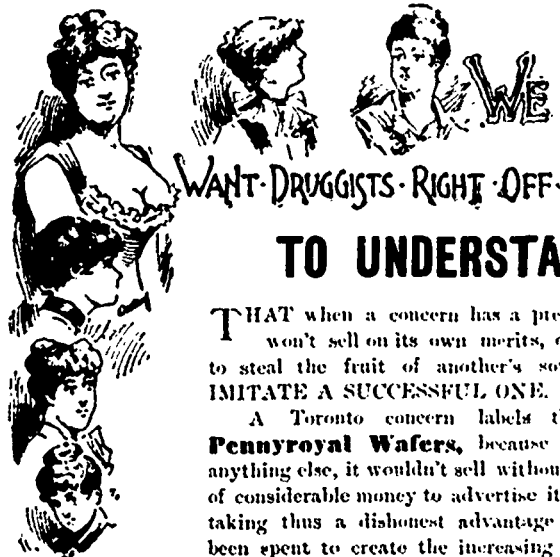 WE
WANT · DRUGGISTS · RIGHT · OFF ·
TO UNDERSTA
THAT when a concern has a pre
won't sell on its own merits,
to steal the fruit of another's so
IMITATE A SUCCESSFUL ONE.
A Toronto concern labels t
Pennyroyal Wafers, because
anything else, it wouldn't sell withou
of considerable money to advertise it
taking thus a dishonest advantage
been spent to create the increasing